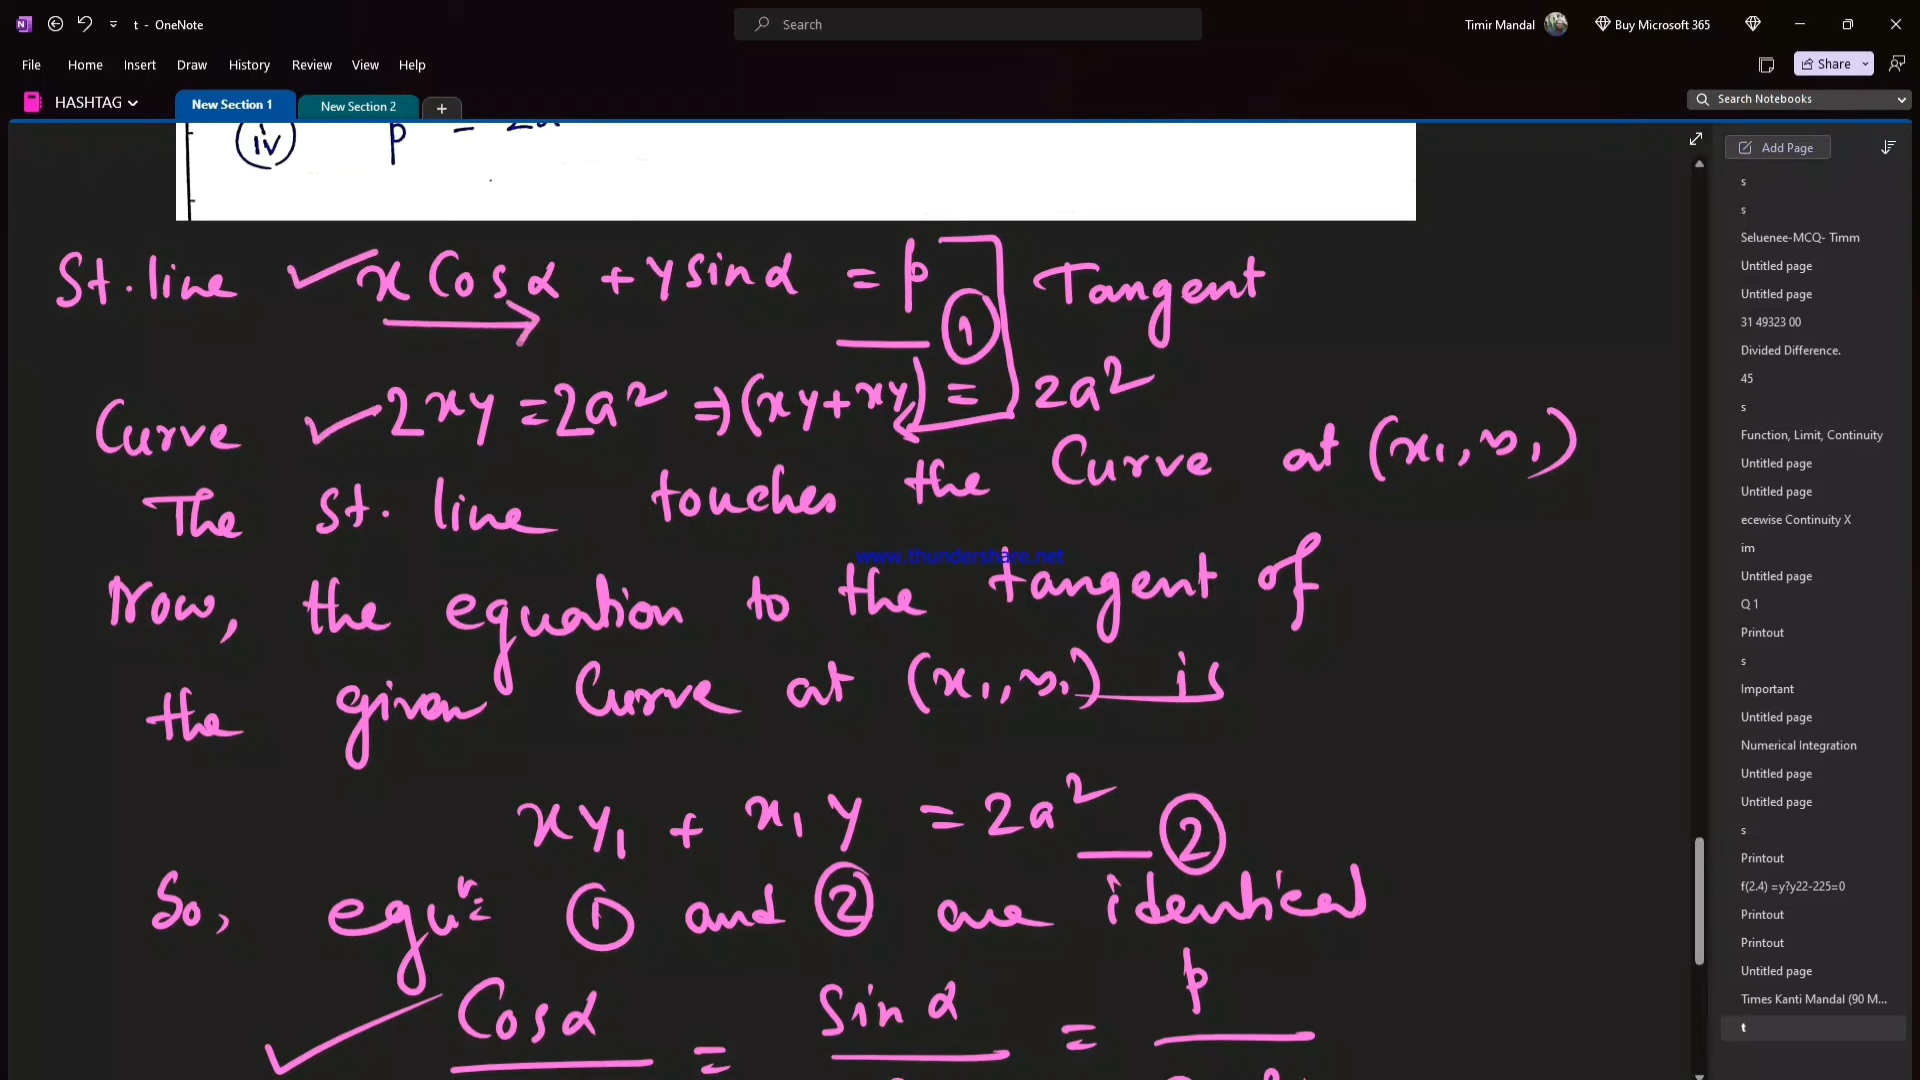 t - OneNote
Search
Timir Mandal
Buy Microsoft 365
File Home Insert Draw History Review View Help
Share
HASHTAG
New Section 1
New Section 2
+
Search Notebooks
Add Page
(iv) p = 2a
St. line ✓ x Cos α + y sin α = p ① Tangent
Curve ✓ 2xy = 2a² ⇒ (xy + xy) = 2a²
The st. line touches the Curve at (x₁, y₁)
www.thundershare.net
Now, the equation to the tangent of
the given Curve at (x₁, y₁) is
xy₁ + x₁y = 2a² — ②
So, equⁿs ① and ② are identical
✓ Cos α = Sin α = p
s
s
Seluenee-MCQ- Timm
Untitled page
Untitled page
31 49323 00
Divided Difference.
45
s
Function, Limit, Continuity
Untitled page
Untitled page
ecewise Continuity X
im
Untitled page
Q 1
Printout
s
Important
Untitled page
Numerical Integration
Untitled page
Untitled page
s
Printout
f(2.4) =y?y22-225=0
Printout
Printout
Untitled page
Times Kanti Mandal (90 M...
t